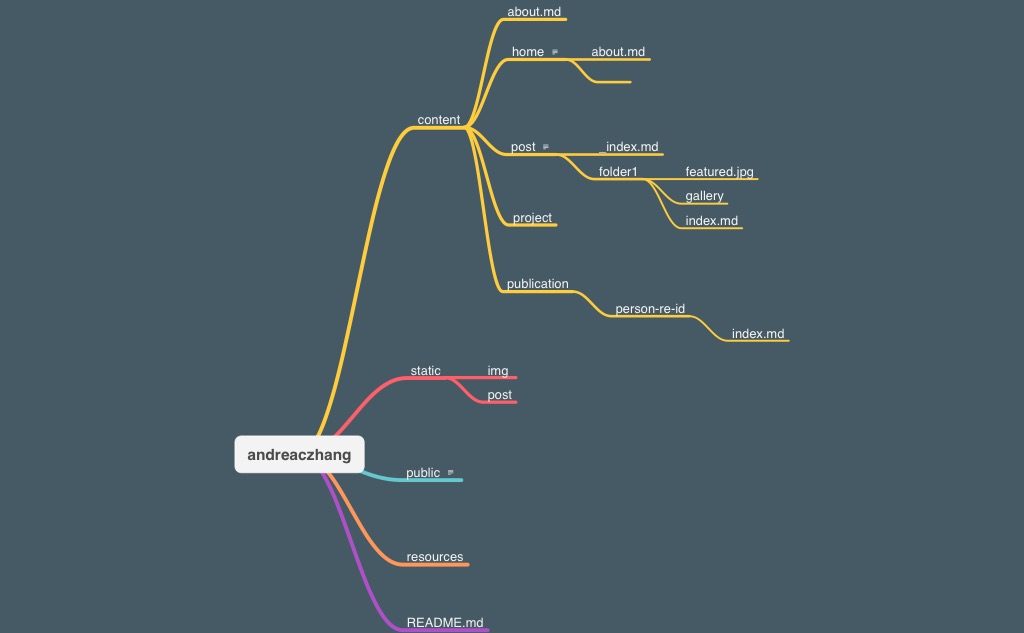 about.md
home
about.md
content
post
_index.md
folder1
featured.jpg
gallery
index.md
project
publication
person-re-id
index.md
static
img
post
andreaczhang
public
resources
README.md